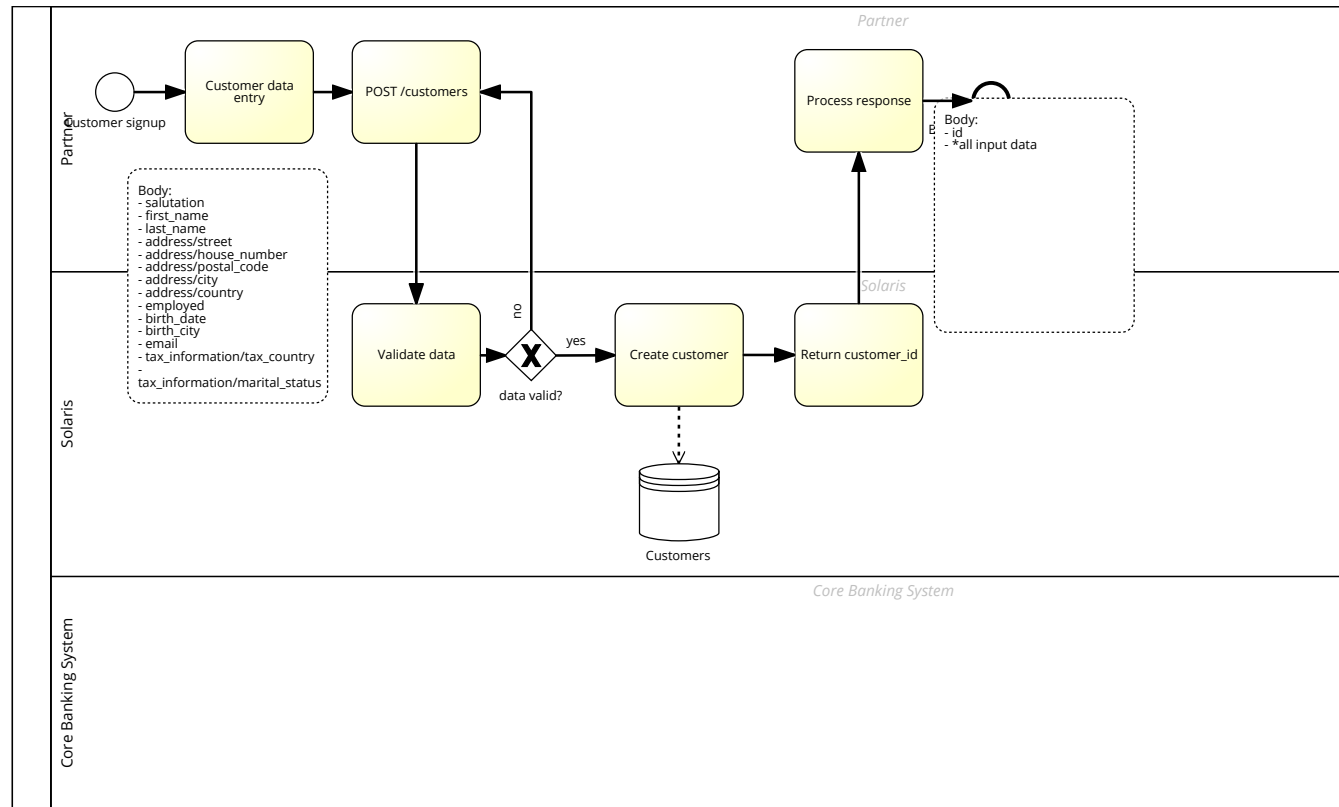 Partner
Partner
Customer signup
Customer data
entry
POST /customers
Process response
Body:
- id
- *all input data
Body:
- salutation
- first_name
- last_name
- address/street
- address/house_number
- address/postal_code
- address/city
- address/country
- employed
- birth_date
- birth_city
- email
- tax_information/tax_country
-
tax_information/marital_status
Solaris
Solaris
Validate data
no
yes
data valid?
Create customer
Return customer_id
Customers
Core Banking System
Core Banking System